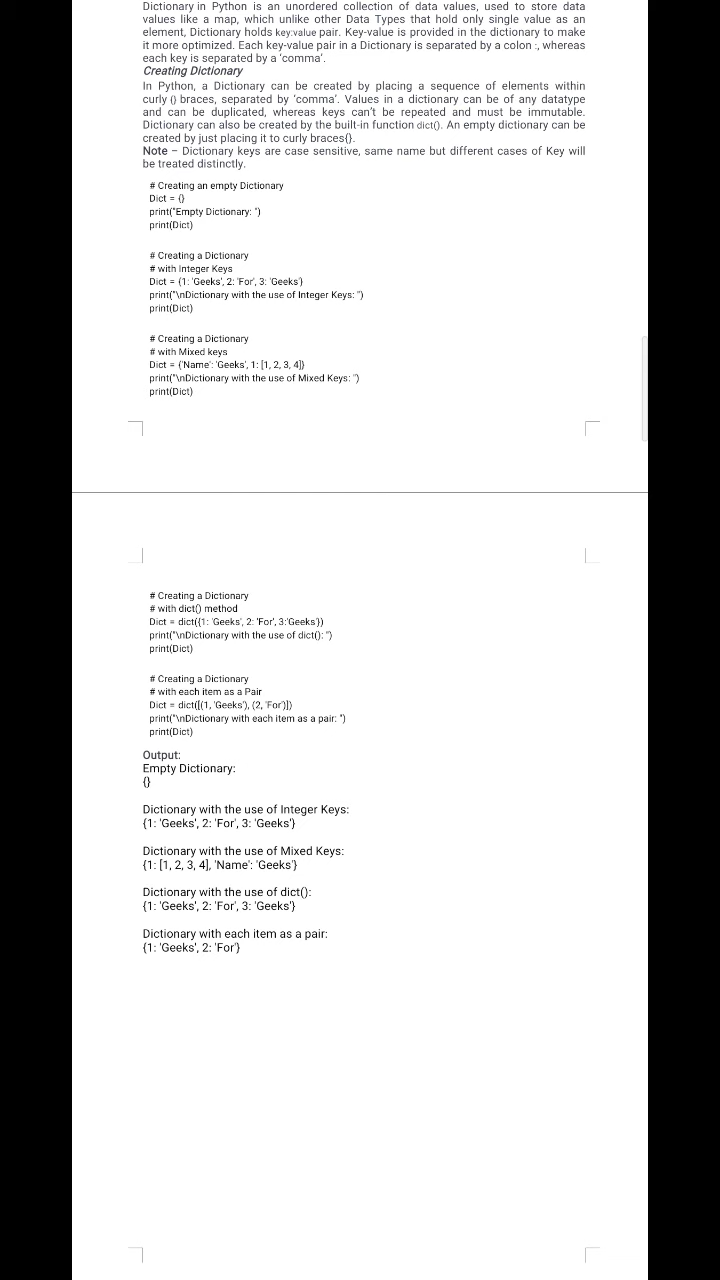 Dictionary in Python is an unordered collection of data values, used to store data
values like a map, which unlike other Data Types that hold only single value as an
element, Dictionary holds key:value pair. Key-value is provided in the dictionary to make
it more optimized. Each key-value pair in a Dictionary is separated by a colon :, whereas
each key is separated by a ‘comma’.
Creating Dictionary
In Python, a Dictionary can be created by placing a sequence of elements within
curly {} braces, separated by ‘comma’. Values in a dictionary can be of any datatype
and can be duplicated, whereas keys can’t be repeated and must be immutable.
Dictionary can also be created by the built-in function dict(). An empty dictionary can be
created by just placing it to curly braces{}.
Note – Dictionary keys are case sensitive, same name but different cases of Key will
be treated distinctly.
# Creating an empty Dictionary
Dict = {}
print("Empty Dictionary: ")
print(Dict)
# Creating a Dictionary
# with Integer Keys
Dict = {1: 'Geeks', 2: 'For', 3: 'Geeks'}
print("\nDictionary with the use of Integer Keys: ")
print(Dict)
# Creating a Dictionary
# with Mixed keys
Dict = {'Name': 'Geeks', 1: [1, 2, 3, 4]}
print("\nDictionary with the use of Mixed Keys: ")
print(Dict)
# Creating a Dictionary
# with dict() method
Dict = dict({1: 'Geeks', 2: 'For', 3:'Geeks'})
print("\nDictionary with the use of dict(): ")
print(Dict)
# Creating a Dictionary
# with each item as a Pair
Dict = dict([(1, 'Geeks'), (2, 'For')])
print("\nDictionary with each item as a pair: ")
print(Dict)
Output:
Empty Dictionary:
{}
Dictionary with the use of Integer Keys:
{1: 'Geeks', 2: 'For', 3: 'Geeks'}
Dictionary with the use of Mixed Keys:
{1: [1, 2, 3, 4], 'Name': 'Geeks'}
Dictionary with the use of dict():
{1: 'Geeks', 2: 'For', 3: 'Geeks'}
Dictionary with each item as a pair:
{1: 'Geeks', 2: 'For'}